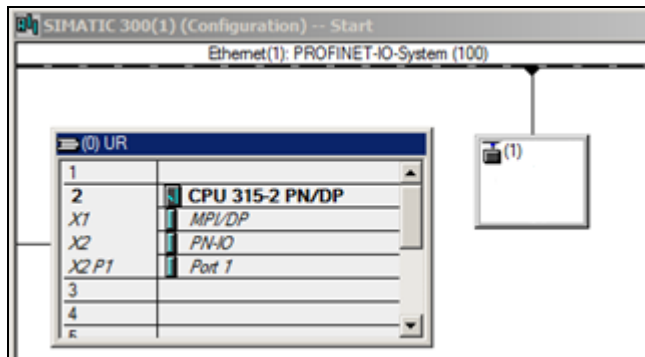 SIMATIC 300(1) (Configuration) -- Start
Ethernet(1): PROFINET-IO-System (100)
(0) UR
(1)
1
2 CPU 315-2 PN/DP
X1 MPI/DP
X2 PN-IO
X2 P1 Port 1
3
4
5